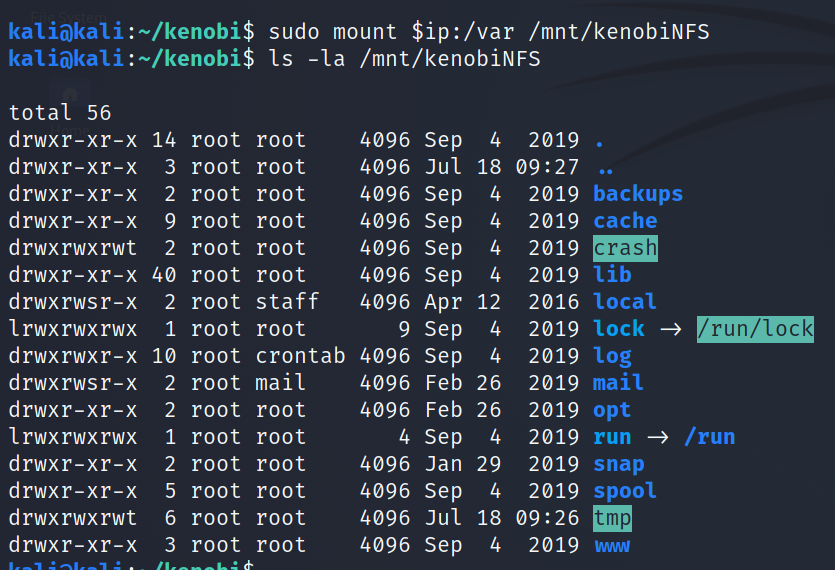 kali@kali:~/kenobi$ sudo mount $ip:/var /mnt/kenobiNFS
kali@kali:~/kenobi$ ls -la /mnt/kenobiNFS
total 56
drwxr-xr-x 14 root root    4096 Sep  4  2019 .
drwxr-xr-x  3 root root    4096 Jul 18 09:27 ..
drwxr-xr-x  2 root root    4096 Sep  4  2019 backups
drwxr-xr-x  9 root root    4096 Sep  4  2019 cache
drwxrwxrwt  2 root root    4096 Sep  4  2019 crash
drwxr-xr-x 40 root root    4096 Sep  4  2019 lib
drwxrwsr-x  2 root staff   4096 Apr 12  2016 local
lrwxrwxrwx  1 root root       9 Sep  4  2019 lock → /run/lock
drwxrwxr-x 10 root crontab 4096 Sep  4  2019 log
drwxrwsr-x  2 root mail    4096 Feb 26  2019 mail
drwxr-xr-x  2 root root    4096 Feb 26  2019 opt
lrwxrwxrwx  1 root root       4 Sep  4  2019 run → /run
drwxr-xr-x  2 root root    4096 Jan 29  2019 snap
drwxr-xr-x  5 root root    4096 Sep  4  2019 spool
drwxrwxrwt  6 root root    4096 Jul 18 09:26 tmp
drwxr-xr-x  3 root root    4096 Sep  4  2019 www
kali@kali:~/kenobi$